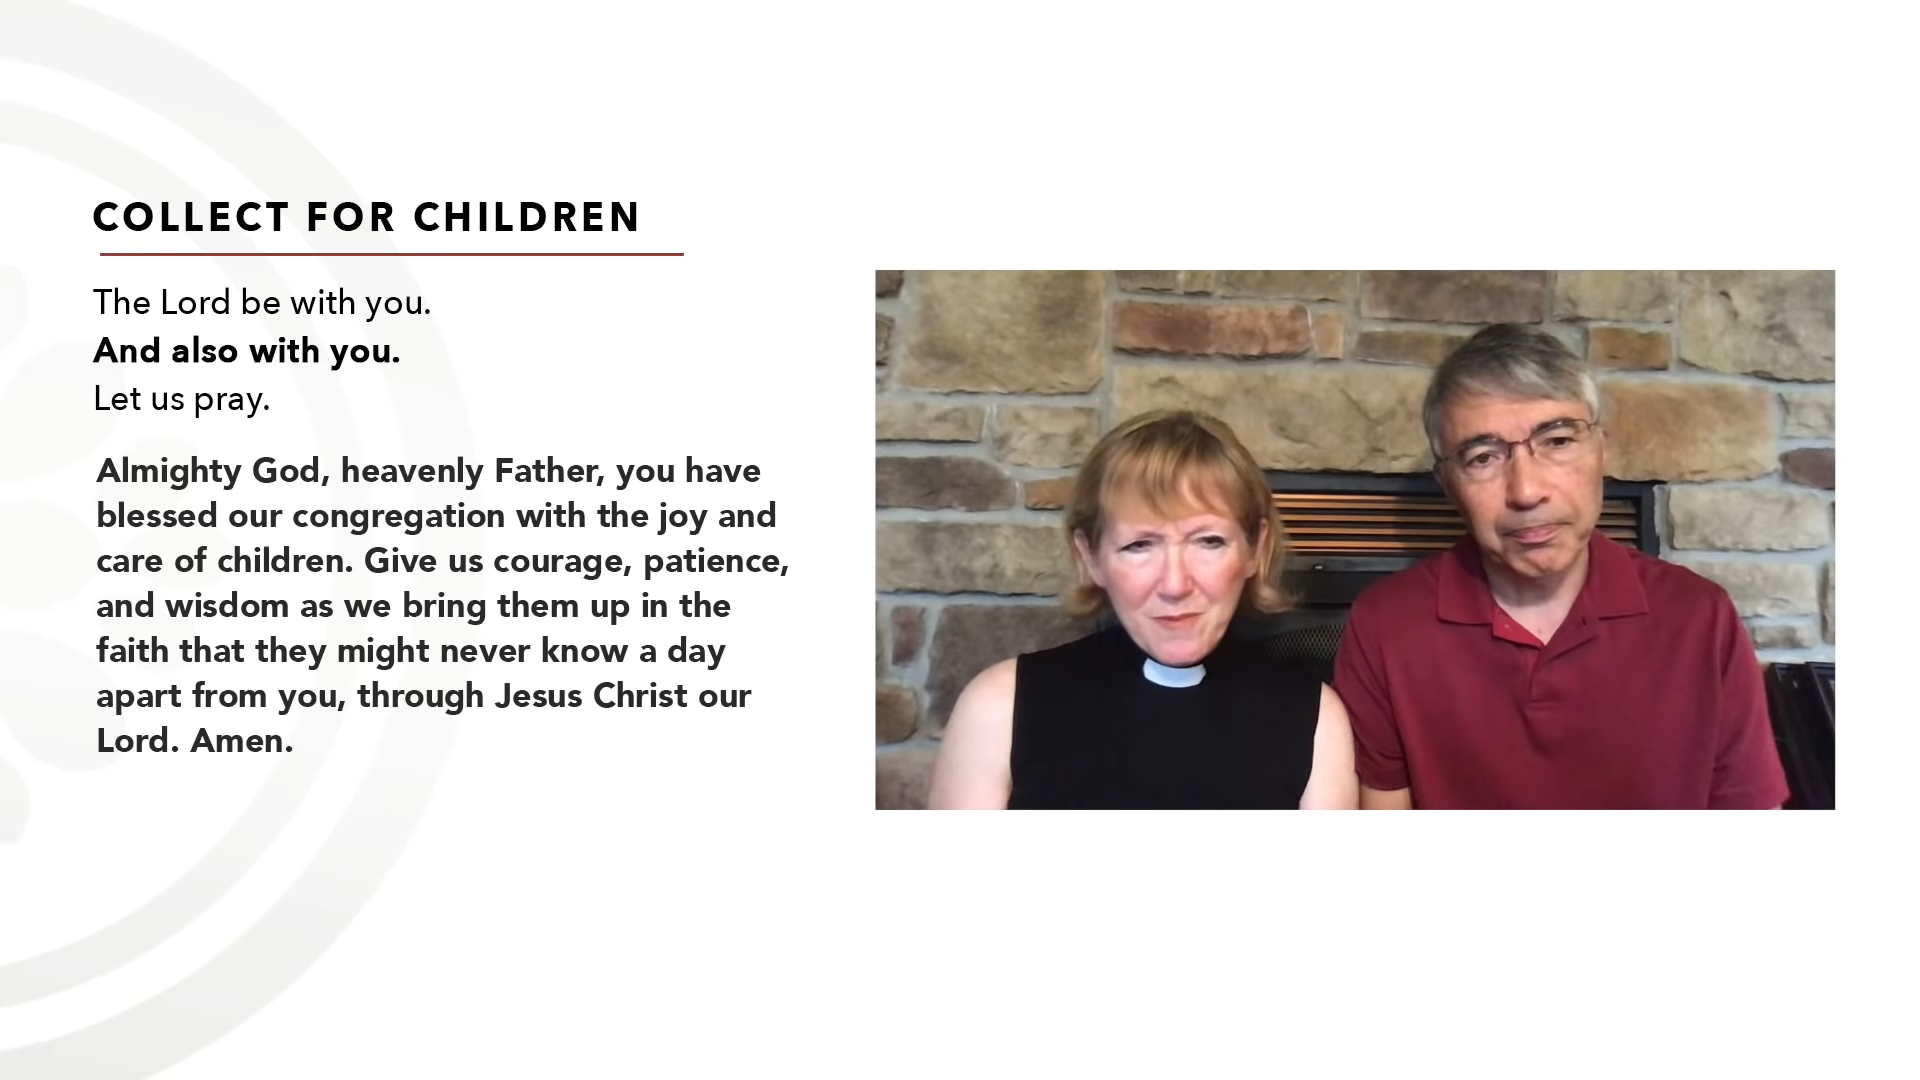 COLLECT FOR CHILDREN
The Lord be with you.
And also with you.
Let us pray.
Almighty God, heavenly Father, you have
blessed our congregation with the joy and
care of children. Give us courage, patience,
and wisdom as we bring them up in the
faith that they might never know a day
apart from you, through Jesus Christ our
Lord. Amen.